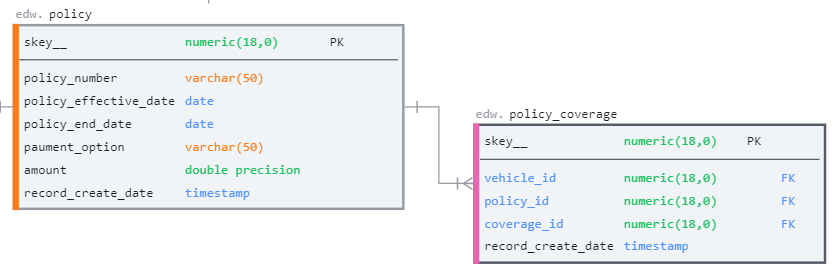 edw. policy
skey__ numeric(18,0) PK
policy_number varchar(50)
policy_effective_date date
policy_end_date date
paument_option varchar(50)
amount double precision
record_create_date timestamp
edw. policy_coverage
skey__ numeric(18,0) PK
vehicle_id numeric(18,0) FK
policy_id numeric(18,0) FK
coverage_id numeric(18,0) FK
record_create_date timestamp